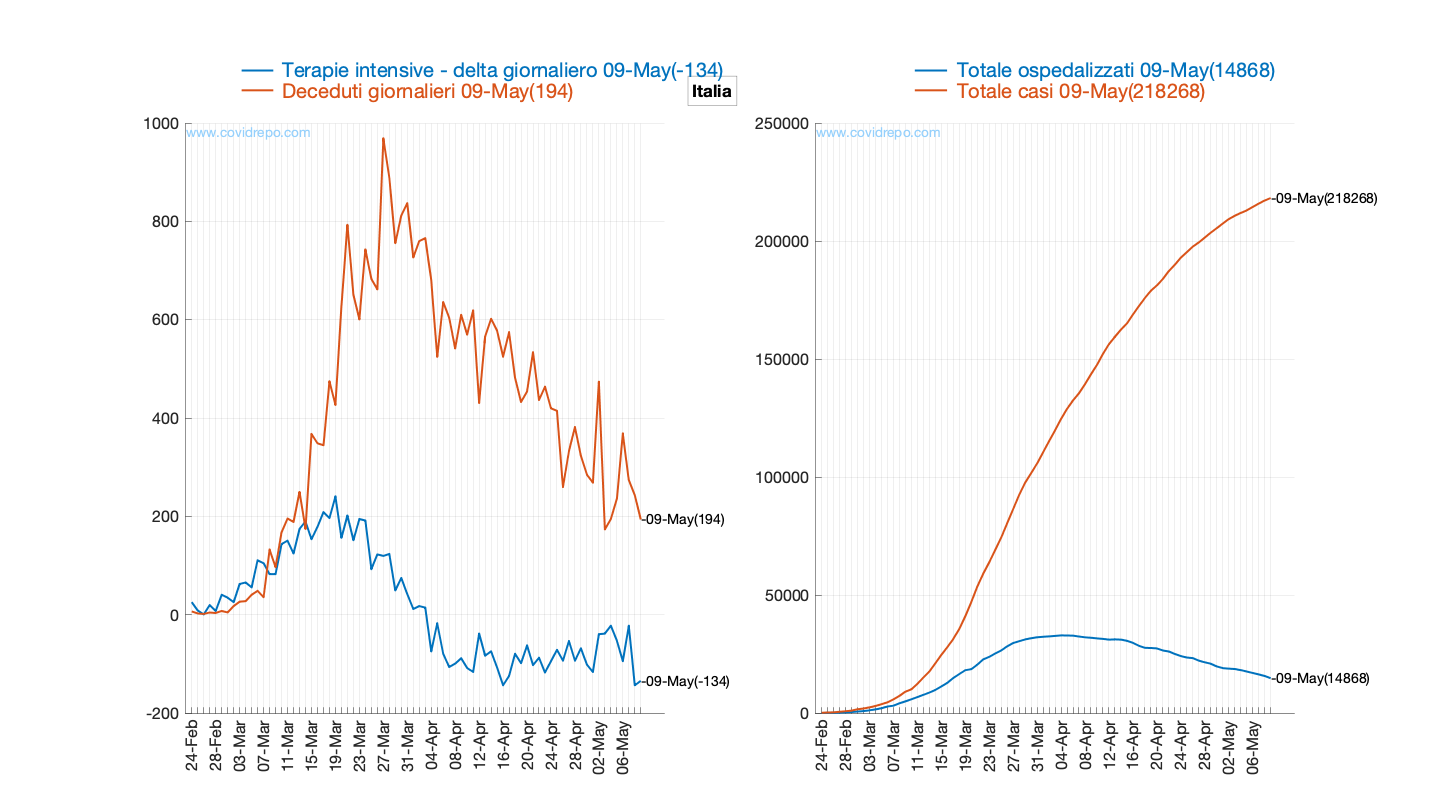 Terapie intensive - delta giornaliero 09-May(-134)
Deceduti giornalieri 09-May(194)
Italia
Totale ospedalizzati 09-May(14868)
Totale casi 09-May(218268)
www.covidrepo.com
1000
800
600
400
200
0
-200
-09-May(194)
-09-May(-134)
24-Feb
28-Feb
03-Mar
07-Mar
11-Mar
15-Mar
19-Mar
23-Mar
27-Mar
31-Mar
04-Apr
08-Apr
12-Apr
16-Apr
20-Apr
24-Apr
28-Apr
02-May
06-May
www.covidrepo.com
250000
200000
150000
100000
50000
0
-09-May(218268)
-09-May(14868)
24-Feb
28-Feb
03-Mar
07-Mar
11-Mar
15-Mar
19-Mar
23-Mar
27-Mar
31-Mar
04-Apr
08-Apr
12-Apr
16-Apr
20-Apr
24-Apr
28-Apr
02-May
06-May